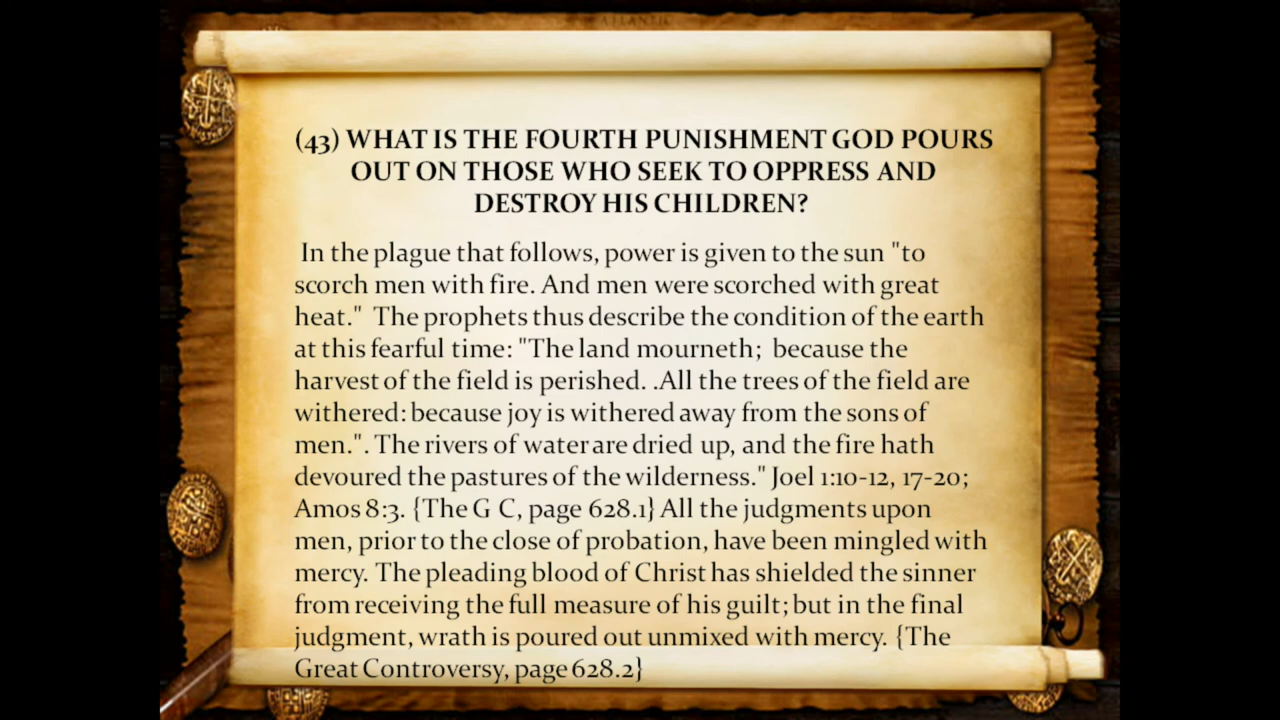 ATLANTIC
(43) WHAT IS THE FOURTH PUNISHMENT GOD POURS
OUT ON THOSE WHO SEEK TO OPPRESS AND
DESTROY HIS CHILDREN?
In the plague that follows, power is given to the sun "to
scorch men with fire. And men were scorched with great
heat."  The prophets thus describe the condition of the earth
at this fearful time: "The land mourneth;  because the
harvest of the field is perished. .All the trees of the field are
withered: because joy is withered away from the sons of
men.". The rivers of water are dried up, and the fire hath
devoured the pastures of the wilderness." Joel 1:10-12, 17-20;
Amos 8:3. {The G C, page 628.1} All the judgments upon
men, prior to the close of probation, have been mingled with
mercy. The pleading blood of Christ has shielded the sinner
from receiving the full measure of his guilt; but in the final
judgment, wrath is poured out unmixed with mercy. {The
Great Controversy, page 628.2}